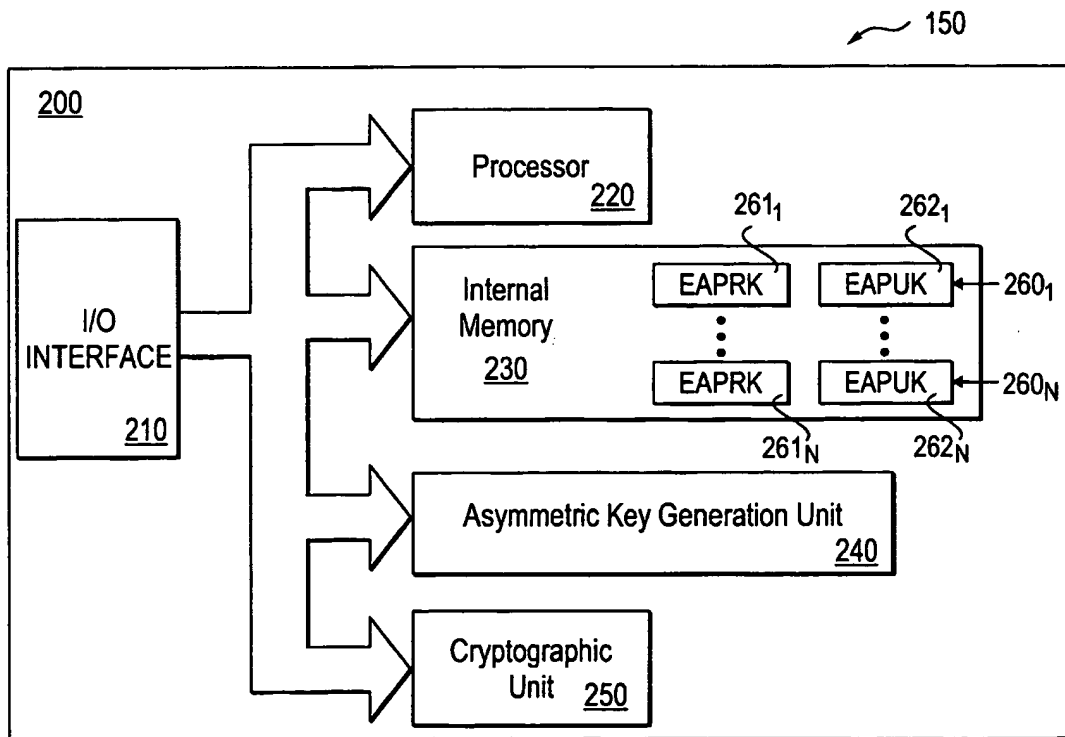 150
200
Processor
220
I/O
INTERFACE
210
Internal
Memory
230
261₁
262₁
EAPRK
EAPUK
260₁
EAPRK
EAPUK
260N
261N
262N
Asymmetric Key Generation Unit
240
Cryptographic
Unit
250